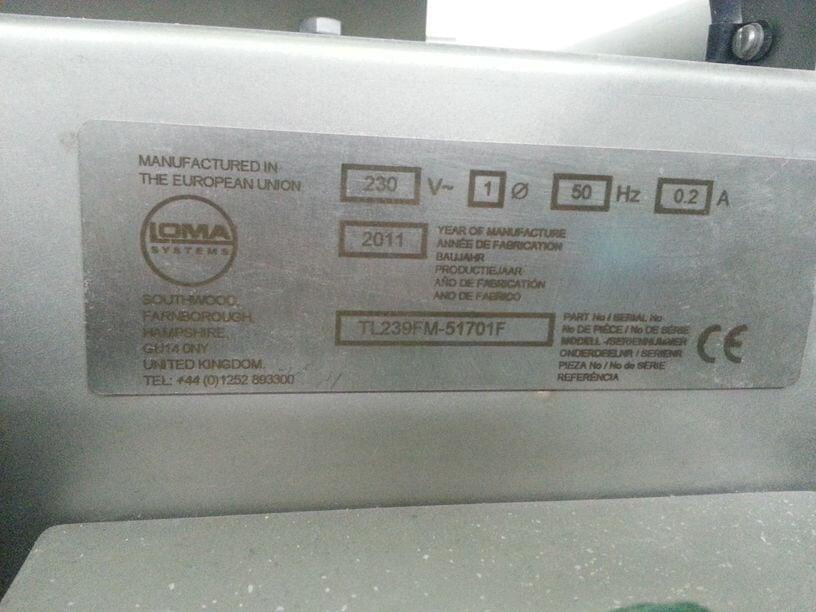 MANUFACTURED IN
THE EUROPEAN UNION
230 V~ 1 Ø 50 Hz 0.2 A
LOMA
SYSTEMS
2011
YEAR OF MANUFACTURE
ANNÉE DE FABRICATION
BAUJAHR
PRODUCTIEJAAR
AÑO DE FABRICATIÓN
ANO DE FABRICO
SOUTHWOOD,
FARNBOROUGH,
HAMPSHIRE,
GU14 0NY
UNITED KINGDOM.
TEL: +44 (0)1252 893300
TL239FM-51701F
PART No / SERIAL No
No DE PIÈCE / No DE SÉRIE
MODELL-/SERIENNUMMER
ONDERDEELNR / SERIENR
PIEZA No / No de SÉRIE
REFERÊNCIA
CE